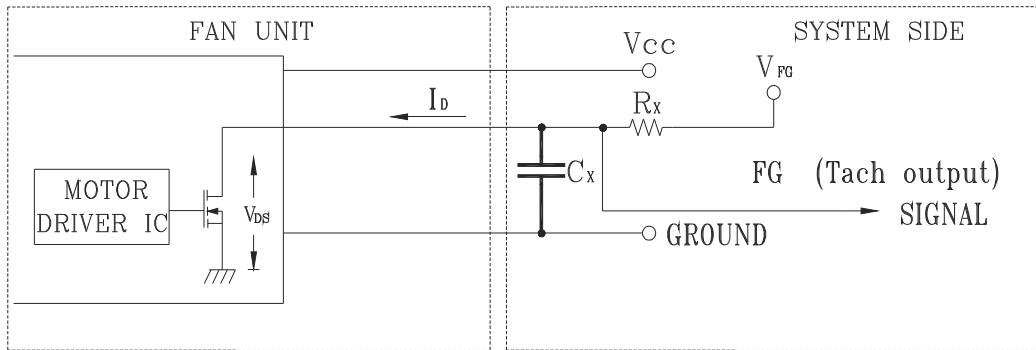 FAN UNIT
SYSTEM SIDE
Vcc
VFG
ID
RX
CX
FG (Tach output)
SIGNAL
MOTOR
DRIVER IC
VDS
GROUND